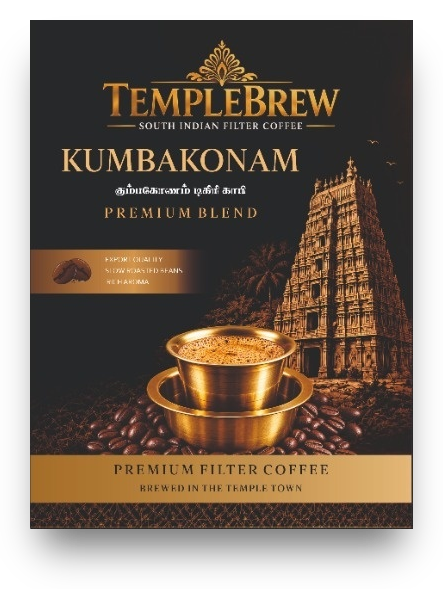 TEMPLEBREW
SOUTH INDIAN FILTER COFFEE
KUMBAKONAM
கும்பகோணம் டிகிரி காபி
PREMIUM BLEND
EXPORT QUALITY
SLOW ROASTED BEANS
RICH AROMA
PREMIUM FILTER COFFEE
BREWED IN THE TEMPLE TOWN